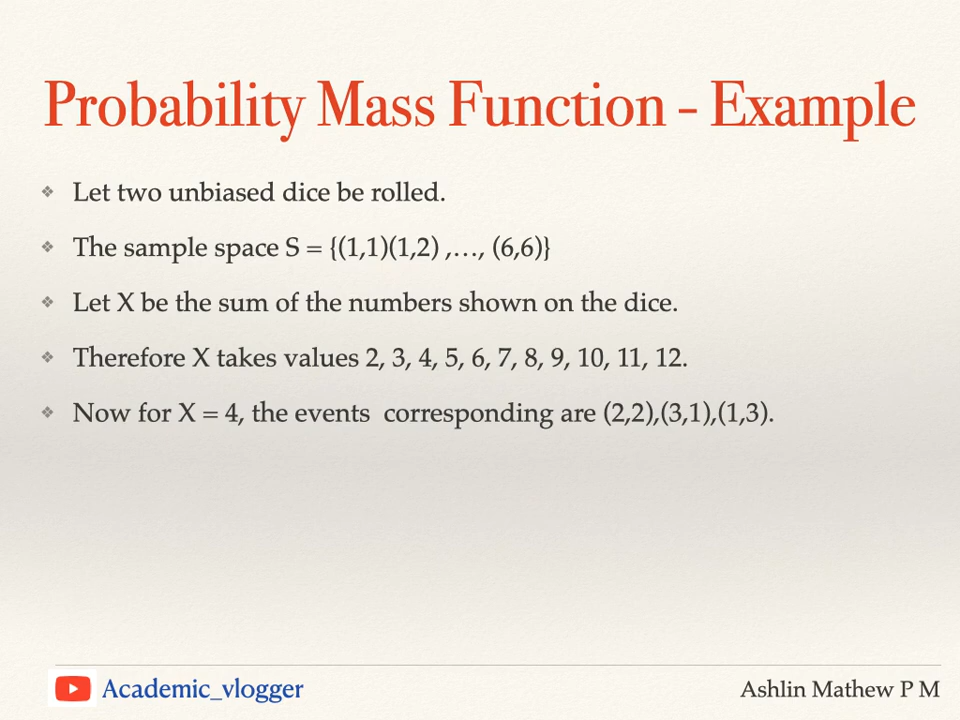 Probability Mass Function - Example
❖ Let two unbiased dice be rolled.
❖ The sample space S = {(1,1)(1,2) ,…, (6,6)}
❖ Let X be the sum of the numbers shown on the dice.
❖ Therefore X takes values 2, 3, 4, 5, 6, 7, 8, 9, 10, 11, 12.
❖ Now for X = 4, the events  corresponding are (2,2),(3,1),(1,3).
Academic_vlogger
Ashlin Mathew P M